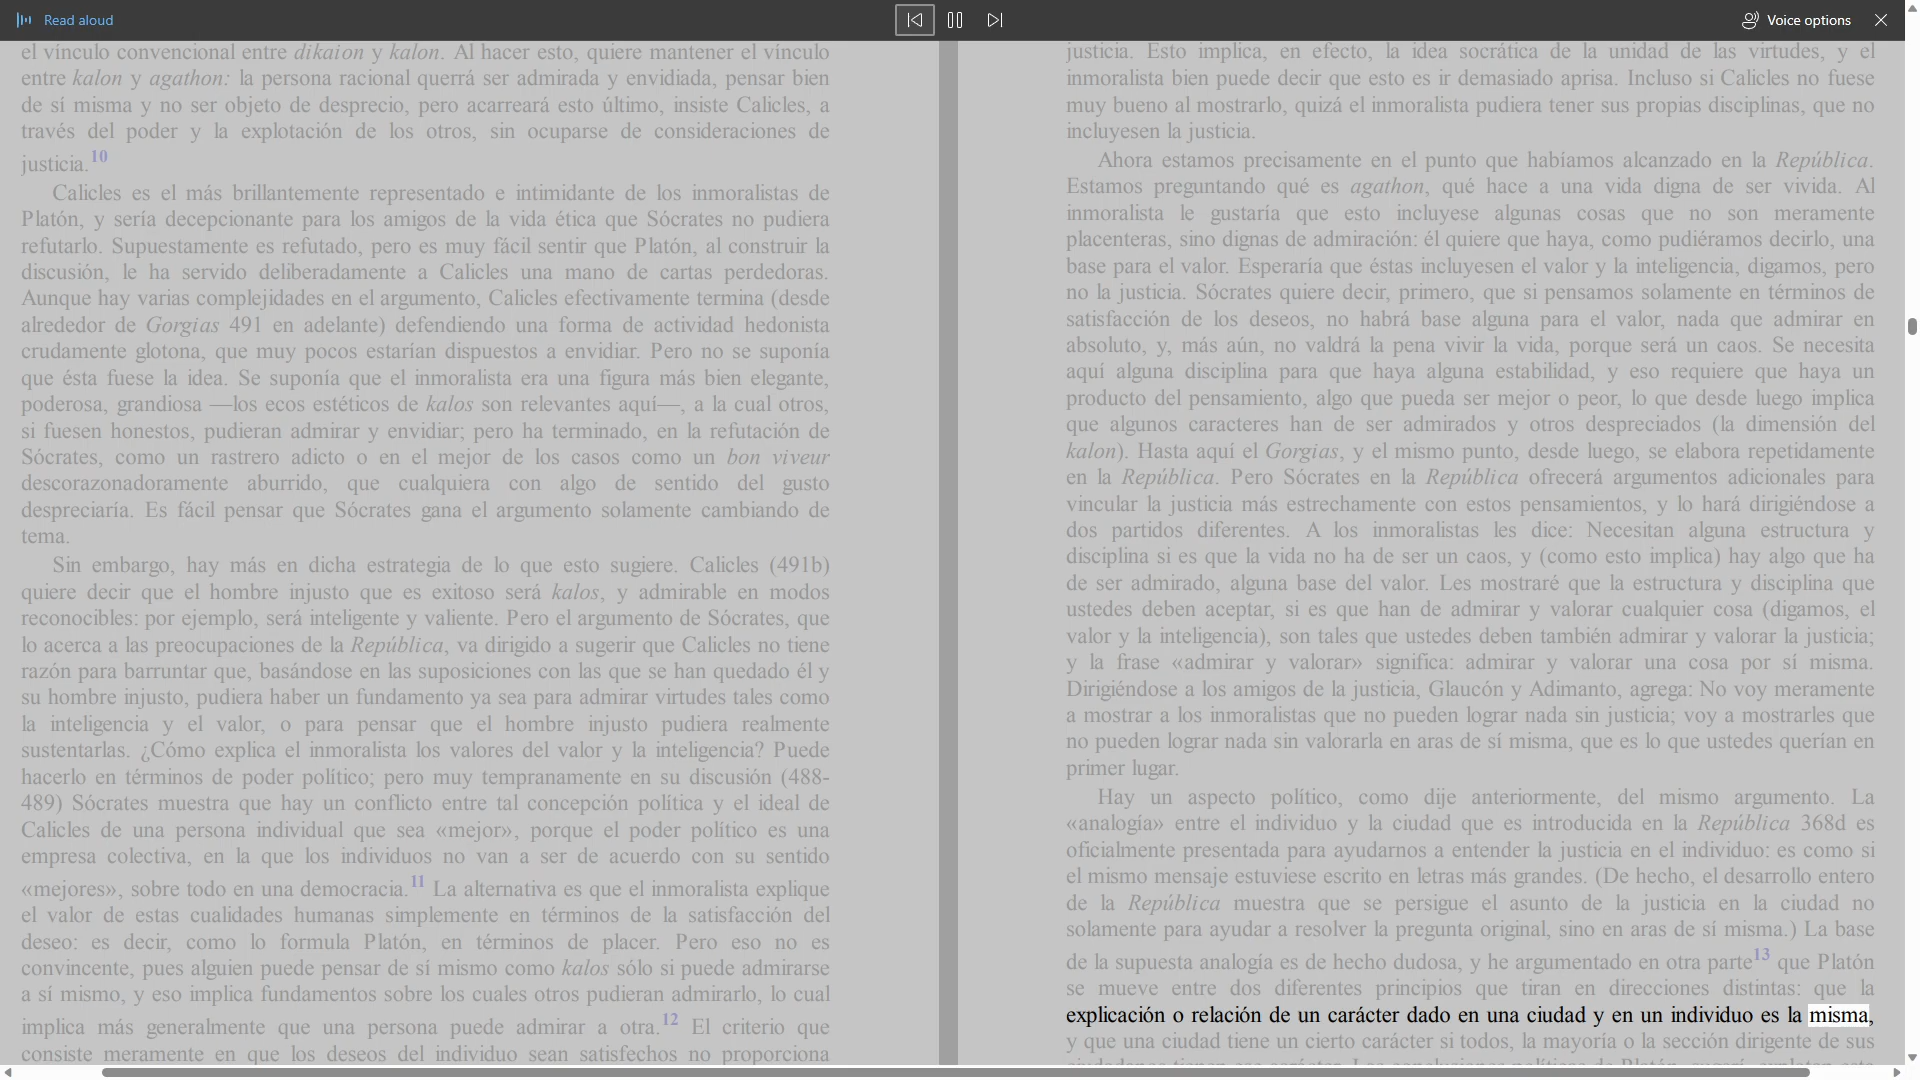 Read aloud
Voice options
el vínculo convencional entre dikaion y kalon. Al hacer esto, quiere mantener el vínculo
entre kalon y agathon: la persona racional querrá ser admirada y envidiada, pensar bien
de sí misma y no ser objeto de desprecio, pero acarreará esto último, insiste Calicles, a
través del poder y la explotación de los otros, sin ocuparse de consideraciones de
justicia.10
Calicles es el más brillantemente representado e intimidante de los inmoralistas de
Platón, y sería decepcionante para los amigos de la vida ética que Sócrates no pudiera
refutarlo. Supuestamente es refutado, pero es muy fácil sentir que Platón, al construir la
discusión, le ha servido deliberadamente a Calicles una mano de cartas perdedoras.
Aunque hay varias complejidades en el argumento, Calicles efectivamente termina (desde
alrededor de Gorgias 491 en adelante) defendiendo una forma de actividad hedonista
crudamente glotona, que muy pocos estarían dispuestos a envidiar. Pero no se suponía
que ésta fuese la idea. Se suponía que el inmoralista era una figura más bien elegante,
poderosa, grandiosa —los ecos estéticos de kalos son relevantes aquí—, a la cual otros,
si fuesen honestos, pudieran admirar y envidiar; pero ha terminado, en la refutación de
Sócrates, como un rastrero adicto o en el mejor de los casos como un bon viveur
descorazonadoramente aburrido, que cualquiera con algo de sentido del gusto
despreciaría. Es fácil pensar que Sócrates gana el argumento solamente cambiando de
tema.
Sin embargo, hay más en dicha estrategia de lo que esto sugiere. Calicles (491b)
quiere decir que el hombre injusto que es exitoso será kalos, y admirable en modos
reconocibles: por ejemplo, será inteligente y valiente. Pero el argumento de Sócrates, que
lo acerca a las preocupaciones de la República, va dirigido a sugerir que Calicles no tiene
razón para barruntar que, basándose en las suposiciones con las que se han quedado él y
su hombre injusto, pudiera haber un fundamento ya sea para admirar virtudes tales como
la inteligencia y el valor, o para pensar que el hombre injusto pudiera realmente
sustentarlas. ¿Cómo explica el inmoralista los valores del valor y la inteligencia? Puede
hacerlo en términos de poder político; pero muy tempranamente en su discusión (488-
489) Sócrates muestra que hay un conflicto entre tal concepción política y el ideal de
Calicles de una persona individual que sea «mejor», porque el poder político es una
empresa colectiva, en la que los individuos no van a ser de acuerdo con su sentido
«mejores», sobre todo en una democracia.11 La alternativa es que el inmoralista explique
el valor de estas cualidades humanas simplemente en términos de la satisfacción del
deseo: es decir, como lo formula Platón, en términos de placer. Pero eso no es
convincente, pues alguien puede pensar de sí mismo como kalos sólo si puede admirarse
a sí mismo, y eso implica fundamentos sobre los cuales otros pudieran admirarlo, lo cual
implica más generalmente que una persona puede admirar a otra.12 El criterio que
consiste meramente en que los deseos del individuo sean satisfechos no proporciona
justicia. Esto implica, en efecto, la idea socrática de la unidad de las virtudes, y el
inmoralista bien puede decir que esto es ir demasiado aprisa. Incluso si Calicles no fuese
muy bueno al mostrarlo, quizá el inmoralista pudiera tener sus propias disciplinas, que no
incluyesen la justicia.
Ahora estamos precisamente en el punto que habíamos alcanzado en la República.
Estamos preguntando qué es agathon, qué hace a una vida digna de ser vivida. Al
inmoralista le gustaría que esto incluyese algunas cosas que no son meramente
placenteras, sino dignas de admiración: él quiere que haya, como pudiéramos decirlo, una
base para el valor. Esperaría que éstas incluyesen el valor y la inteligencia, digamos, pero
no la justicia. Sócrates quiere decir, primero, que si pensamos solamente en términos de
satisfacción de los deseos, no habrá base alguna para el valor, nada que admirar en
absoluto, y, más aún, no valdrá la pena vivir la vida, porque será un caos. Se necesita
aquí alguna disciplina para que haya alguna estabilidad, y eso requiere que haya un
producto del pensamiento, algo que pueda ser mejor o peor, lo que desde luego implica
que algunos caracteres han de ser admirados y otros despreciados (la dimensión del
kalon). Hasta aquí el Gorgias, y el mismo punto, desde luego, se elabora repetidamente
en la República. Pero Sócrates en la República ofrecerá argumentos adicionales para
vincular la justicia más estrechamente con estos pensamientos, y lo hará dirigiéndose a
dos partidos diferentes. A los inmoralistas les dice: Necesitan alguna estructura y
disciplina si es que la vida no ha de ser un caos, y (como esto implica) hay algo que ha
de ser admirado, alguna base del valor. Les mostraré que la estructura y disciplina que
ustedes deben aceptar, si es que han de admirar y valorar cualquier cosa (digamos, el
valor y la inteligencia), son tales que ustedes deben también admirar y valorar la justicia;
y la frase «admirar y valorar» significa: admirar y valorar una cosa por sí misma.
Dirigiéndose a los amigos de la justicia, Glaucón y Adimanto, agrega: No voy meramente
a mostrar a los inmoralistas que no pueden lograr nada sin justicia; voy a mostrarles que
no pueden lograr nada sin valorarla en aras de sí misma, que es lo que ustedes querían en
primer lugar.
Hay un aspecto político, como dije anteriormente, del mismo argumento. La
«analogía» entre el individuo y la ciudad que es introducida en la República 368d es
oficialmente presentada para ayudarnos a entender la justicia en el individuo: es como si
el mismo mensaje estuviese escrito en letras más grandes. (De hecho, el desarrollo entero
de la República muestra que se persigue el asunto de la justicia en la ciudad no
solamente para ayudar a resolver la pregunta original, sino en aras de sí misma.) La base
de la supuesta analogía es de hecho dudosa, y he argumentado en otra parte13 que Platón
se mueve entre dos diferentes principios que tiran en direcciones distintas: que la
explicación o relación de un carácter dado en una ciudad y en un individuo es la misma,
y que una ciudad tiene un cierto carácter si todos, la mayoría o la sección dirigente de sus